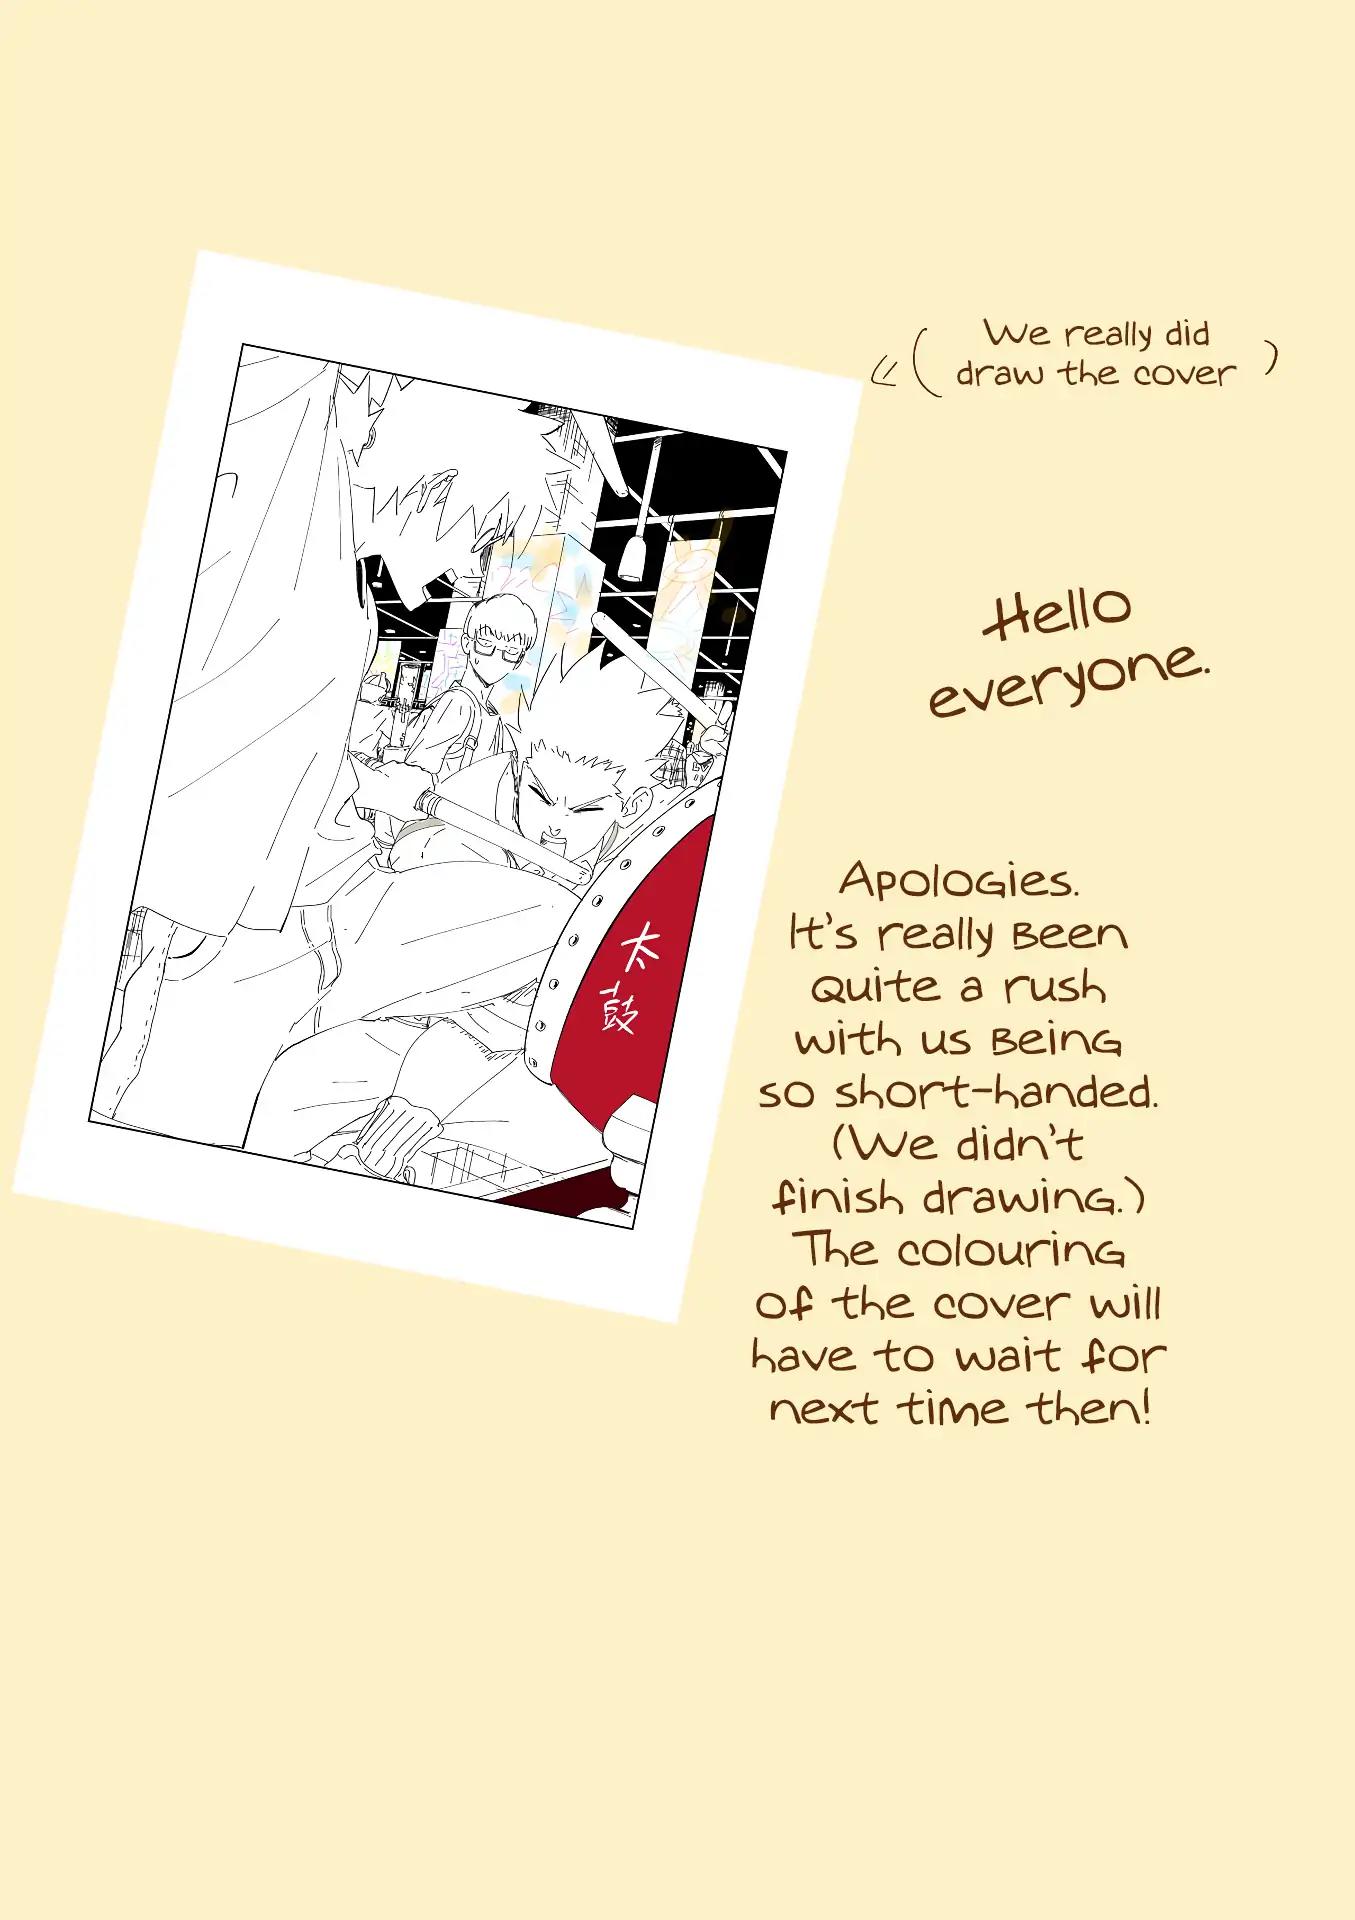 We really did
draw the cover
Hello
everyone.
Apologies.
It's really been
quite a rush
with us being
so short-handed.
(We didn't
finish drawing.)
The colouring
of the cover will
have to wait for
next time then!
太鼓